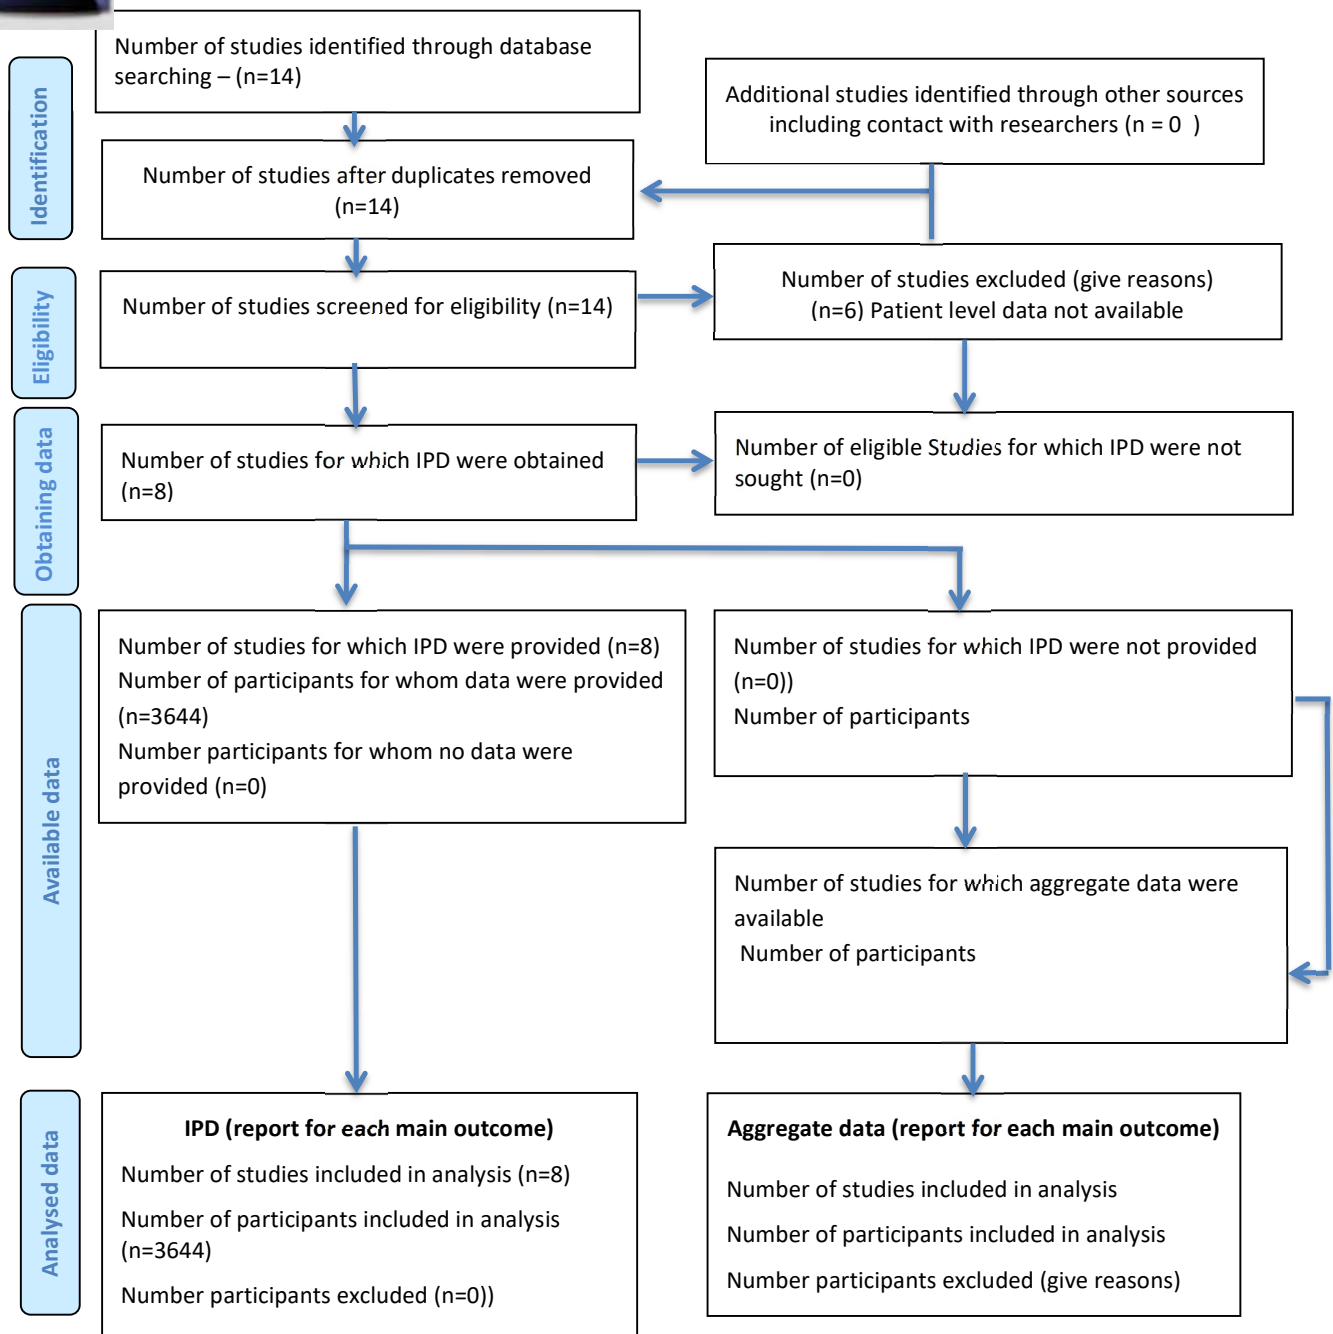 Number of studies identified through database
searching – (n=14)
Additional studies identified through other sources
including contact with researchers (n = 0  )
Identification
Number of studies after duplicates removed
(n=14)
Eligibility
Number of studies screened for eligibility (n=14)
Number of studies excluded (give reasons)
(n=6) Patient level data not available
Obtaining data
Number of studies for which IPD were obtained
(n=8)
Number of eligible Studies for which IPD were not
sought (n=0)
Available data
Number of studies for which IPD were provided (n=8)
Number of participants for whom data were provided
(n=3644)
Number participants for whom no data were
provided (n=0)
Number of studies for which IPD were not provided
(n=0))
Number of participants
Number of studies for which aggregate data were
available
Number of participants
Analysed data
IPD (report for each main outcome)
Number of studies included in analysis (n=8)
Number of participants included in analysis
(n=3644)
Number participants excluded (n=0))
Aggregate data (report for each main outcome)
Number of studies included in analysis
Number of participants included in analysis
Number participants excluded (give reasons)